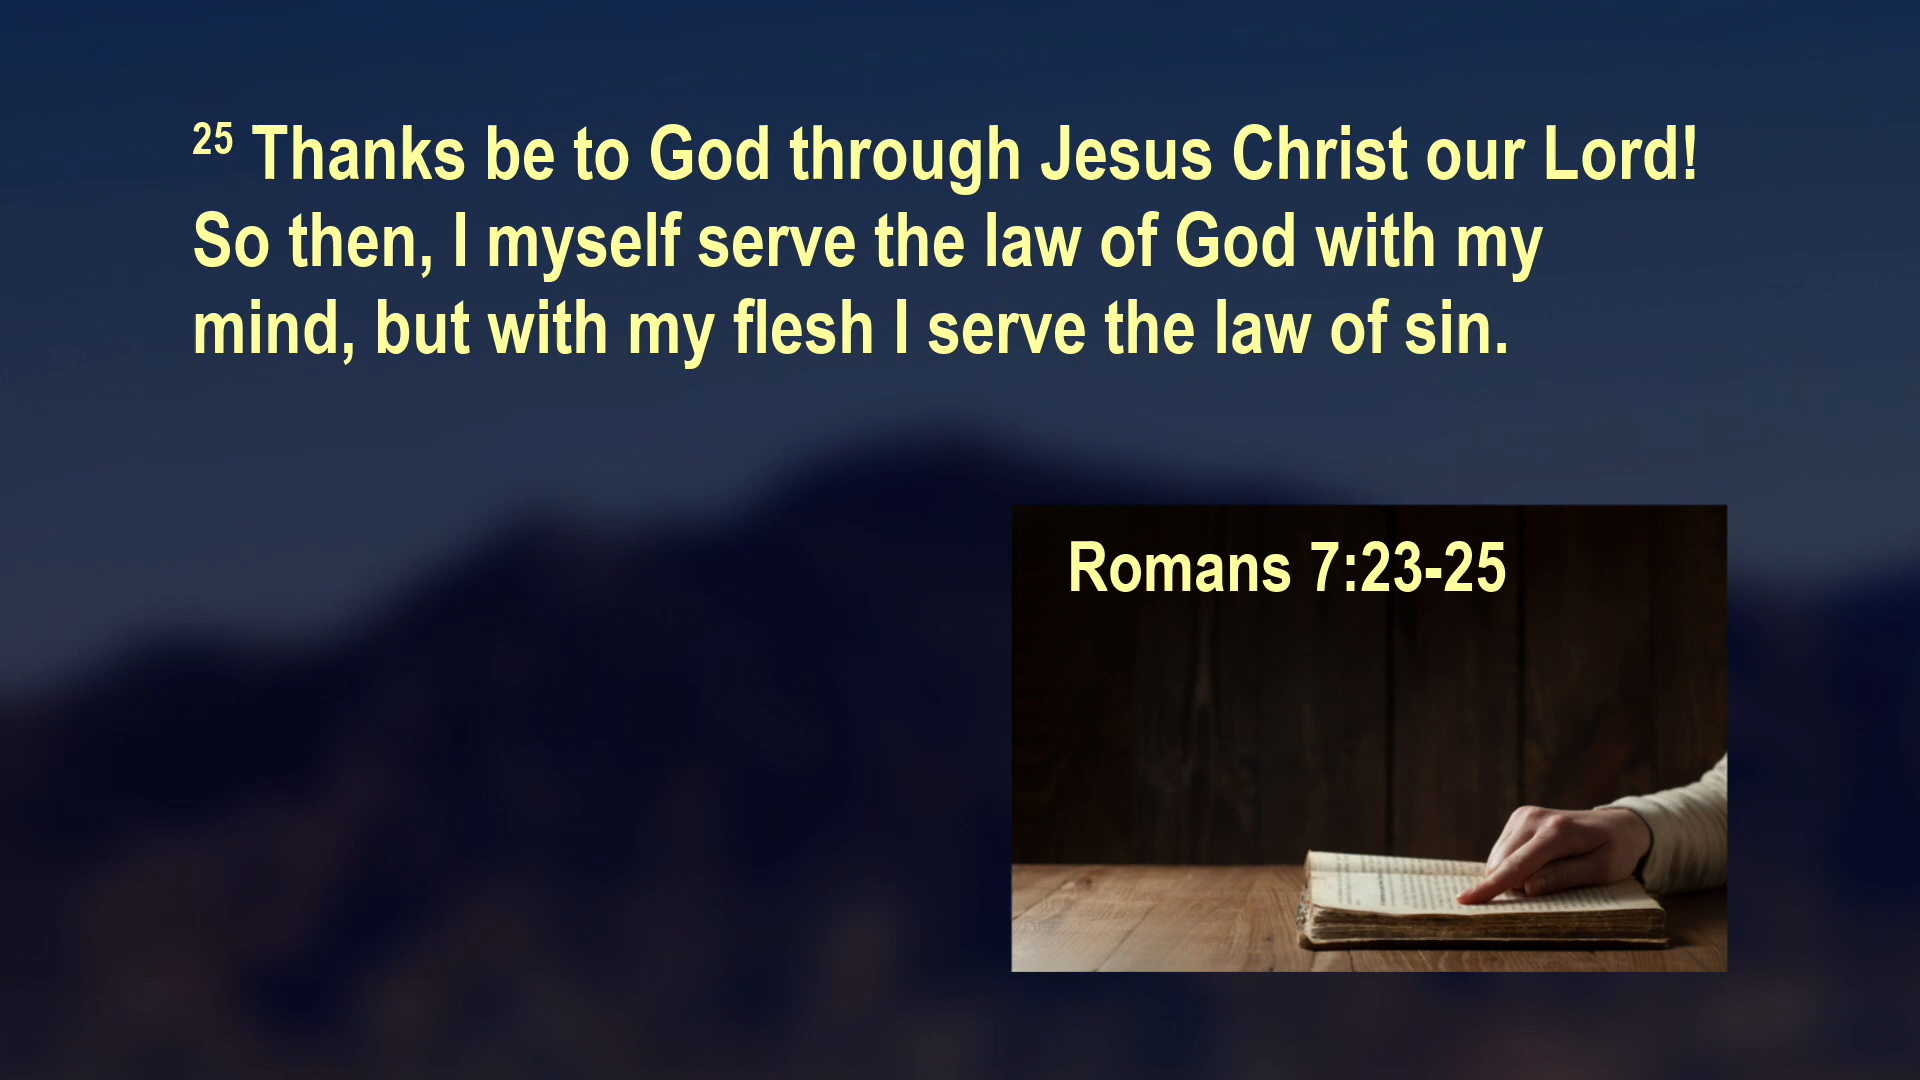 25 Thanks be to God through Jesus Christ our Lord!
So then, I myself serve the law of God with my
mind, but with my flesh I serve the law of sin.
Romans 7:23-25